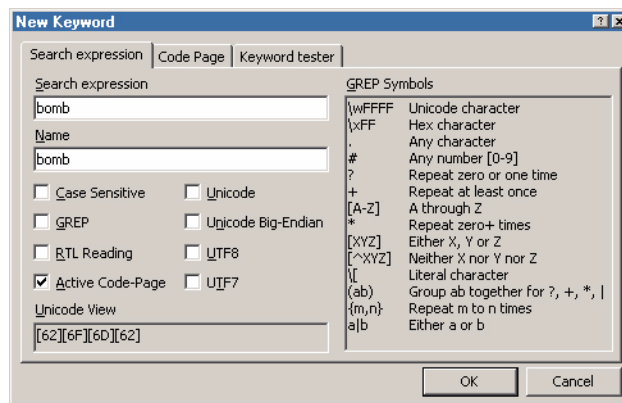 New Keyword
Search expression Code Page Keyword tester
Search expression
bomb
Name
bomb
Case Sensitive Unicode
GREP Unicode Big-Endian
RTL Reading UTF8
Active Code-Page UTF7
Unicode View
[62][6F][6D][62]
GREP Symbols
\wFFFF Unicode character
\xFF Hex character
. Any character
# Any number [0-9]
? Repeat zero or one time
+ Repeat at least once
[A-Z] A through Z
* Repeat zero+ times
[XYZ] Either X, Y or Z
[^XYZ] Neither X nor Y nor Z
\[ Literal character
(ab) Group ab together for ?, +, *, |
{m,n} Repeat m to n times
a|b Either a or b
OK Cancel